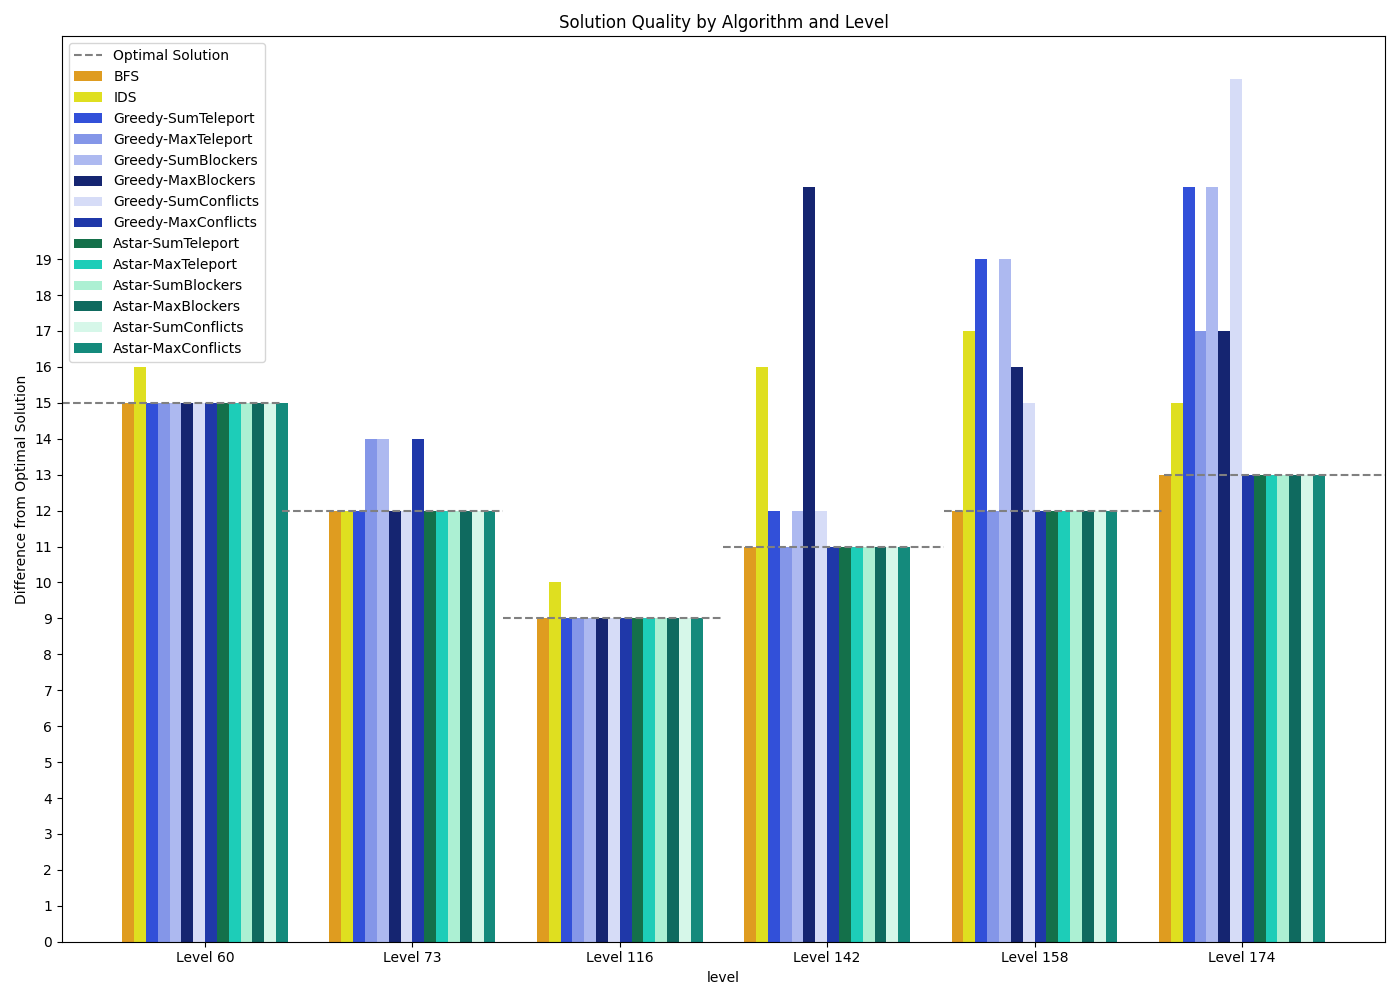 Solution Quality by Algorithm and Level
Optimal Solution
BFS
IDS
Greedy-SumTeleport
Greedy-MaxTeleport
Greedy-SumBlockers
Greedy-MaxBlockers
Greedy-SumConflicts
Greedy-MaxConflicts
Astar-SumTeleport
Astar-MaxTeleport
Astar-SumBlockers
Astar-MaxBlockers
Astar-SumConflicts
Astar-MaxConflicts
Difference from Optimal Solution
19
18
17
16
15
14
13
12
11
10
9
8
7
6
5
4
3
2
1
0
Level 60
Level 73
Level 116
Level 142
Level 158
Level 174
level